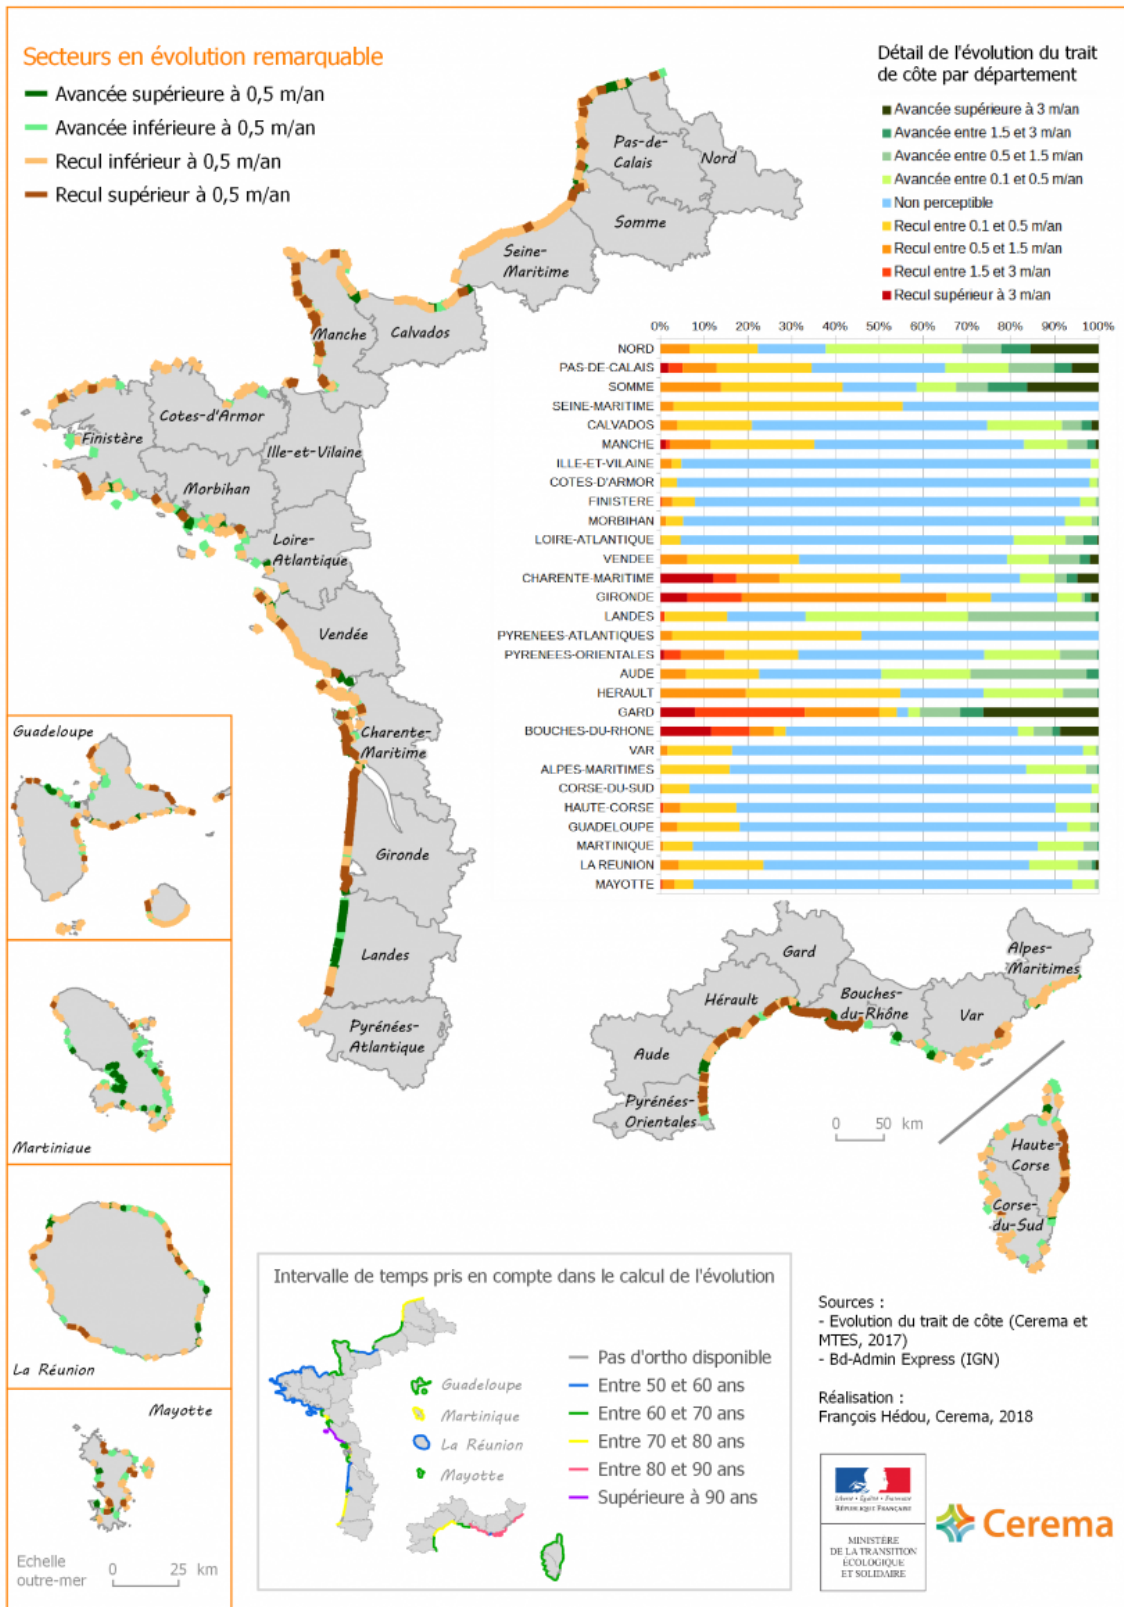 Secteurs en évolution remarquable
Avancée supérieure à 0,5 m/an
Avancée inférieure à 0,5 m/an
Recul inférieur à 0,5 m/an
Recul supérieur à 0,5 m/an
Détail de l'évolution du trait
de côte par département
Avancée supérieure à 3 m/an
Avancée entre 1.5 et 3 m/an
Avancée entre 0.5 et 1.5 m/an
Avancée entre 0.1 et 0.5 m/an
Non perceptible
Recul entre 0.1 et 0.5 m/an
Recul entre 0.5 et 1.5 m/an
Recul entre 1.5 et 3 m/an
Recul supérieur à 3 m/an
0% 10% 20% 30% 40% 50% 60% 70% 80% 90% 100%
NORD
PAS-DE-CALAIS
SOMME
SEINE-MARITIME
CALVADOS
MANCHE
ILLE-ET-VILAINE
COTES-D'ARMOR
FINISTERE
MORBIHAN
LOIRE-ATLANTIQUE
VENDEE
CHARENTE-MARITIME
GIRONDE
LANDES
PYRENEES-ATLANTIQUES
PYRENEES-ORIENTALES
AUDE
HERAULT
GARD
BOUCHES-DU-RHONE
VAR
ALPES-MARITIMES
CORSE-DU-SUD
HAUTE-CORSE
GUADELOUPE
MARTINIQUE
LA REUNION
MAYOTTE
Pas-de-
Calais
Nord
Somme
Seine-
Maritime
Manche
Calvados
Cotes-d'Armor
Finistère
Ille-et-Vilaine
Morbihan
Loire-
Atlantique
Vendée
Charente-
Maritime
Gironde
Landes
Pyrénées-
Atlantique
Guadeloupe
Martinique
La Réunion
Mayotte
Echelle
outre-mer
0 25 km
Gard
Alpes-
Maritimes
Hérault
Bouches-
du-Rhône
Var
Aude
Pyrénées-
Orientales
0 50 km
Haute-
Corse
Corse-
du-Sud
Intervalle de temps pris en compte dans le calcul de l'évolution
Guadeloupe
Martinique
La Réunion
Mayotte
Pas d'ortho disponible
Entre 50 et 60 ans
Entre 60 et 70 ans
Entre 70 et 80 ans
Entre 80 et 90 ans
Supérieure à 90 ans
Sources :
- Evolution du trait de côte (Cerema et
MTES, 2017)
- Bd-Admin Express (IGN)
Réalisation :
François Hédou, Cerema, 2018
Liberté • Égalité • Fraternité
RÉPUBLIQUE FRANÇAISE
MINISTÈRE
DE LA TRANSITION
ÉCOLOGIQUE
ET SOLIDAIRE
Cerema